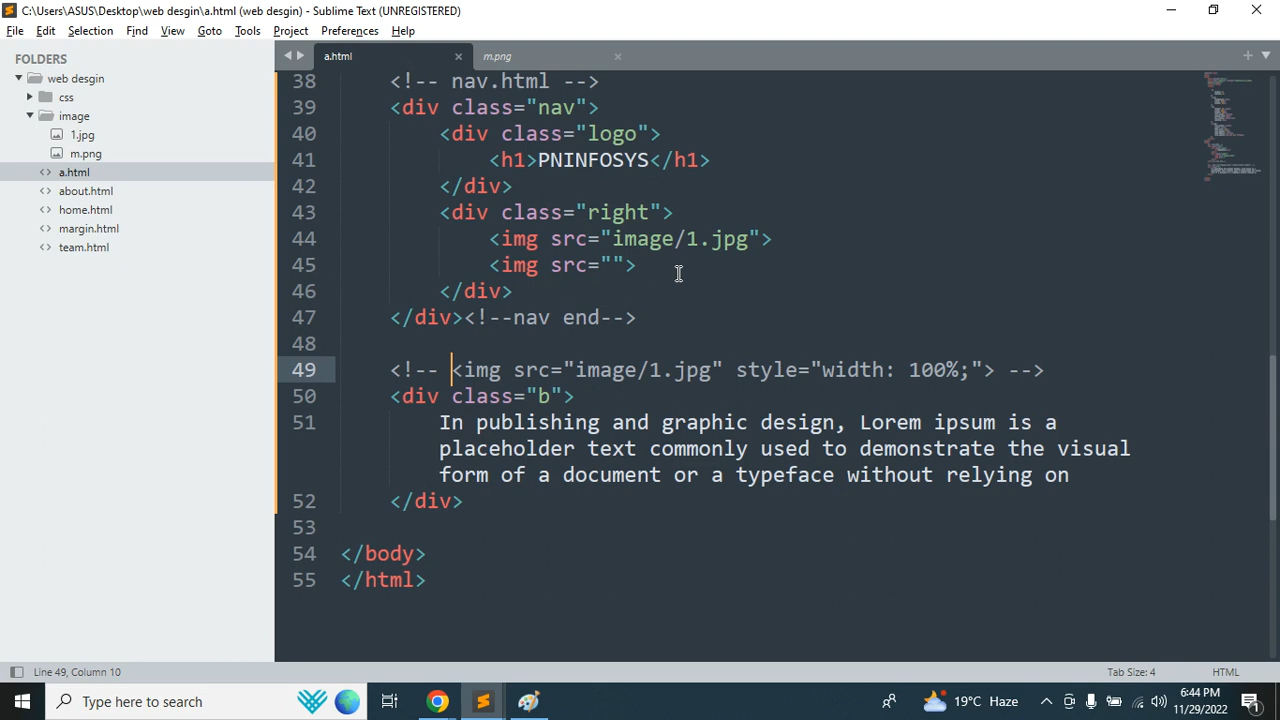 C:\Users\ASUS\Desktop\web desgin\a.html (web desgin) - Sublime Text (UNREGISTERED)
File Edit Selection Find View Goto Tools Project Preferences Help
FOLDERS
web desgin
css
image
1.jpg
m.png
a.html
about.html
home.html
margin.html
team.html
a.html m.png
38 <!-- nav.html -->
39 <div class="nav">
40 <div class="logo">
41 <h1>PNINFOSYS</h1>
42 </div>
43 <div class="right">
44 <img src="image/1.jpg">
45 <img src="">
46 </div>
47 </div><!--nav end-->
48
49 <!-- <img src="image/1.jpg" style="width: 100%;"> -->
50 <div class="b">
51 In publishing and graphic design, Lorem ipsum is a
placeholder text commonly used to demonstrate the visual
form of a document or a typeface without relying on
52 </div>
53
54 </body>
55 </html>
Line 49, Column 10 Tab Size: 4 HTML
Type here to search 19°C Haze 6:44 PM
11/29/2022 1